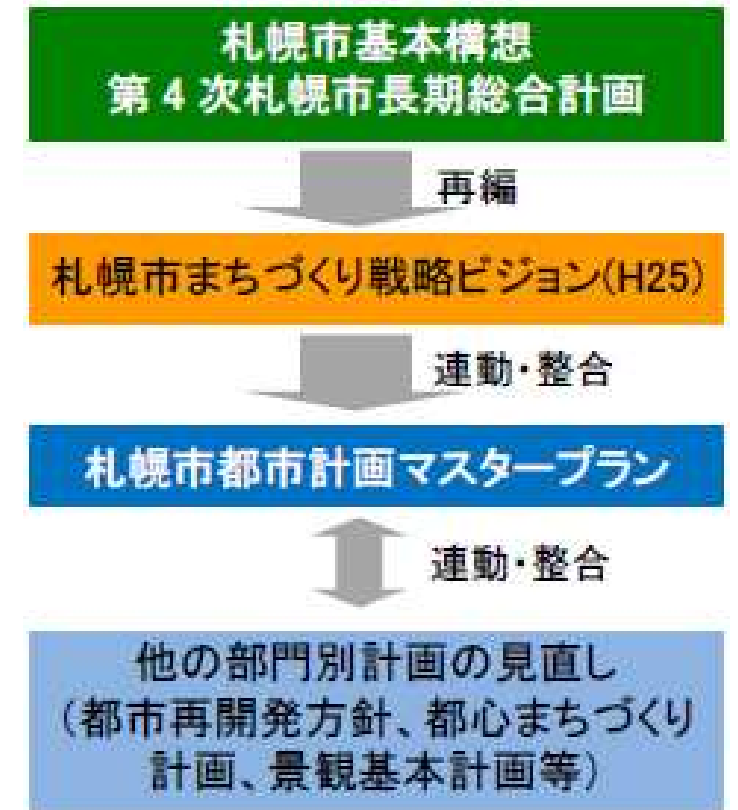 札幌市基本構想
第4次札幌市長期総合計画
再編
札幌市まちづくり戦略ビジョン(H25)
連動・整合
札幌市都市計画マスタープラン
連動・整合
他の部門別計画の見直し
(都市再開発方針、都心まちづくり
計画、景観基本計画等)